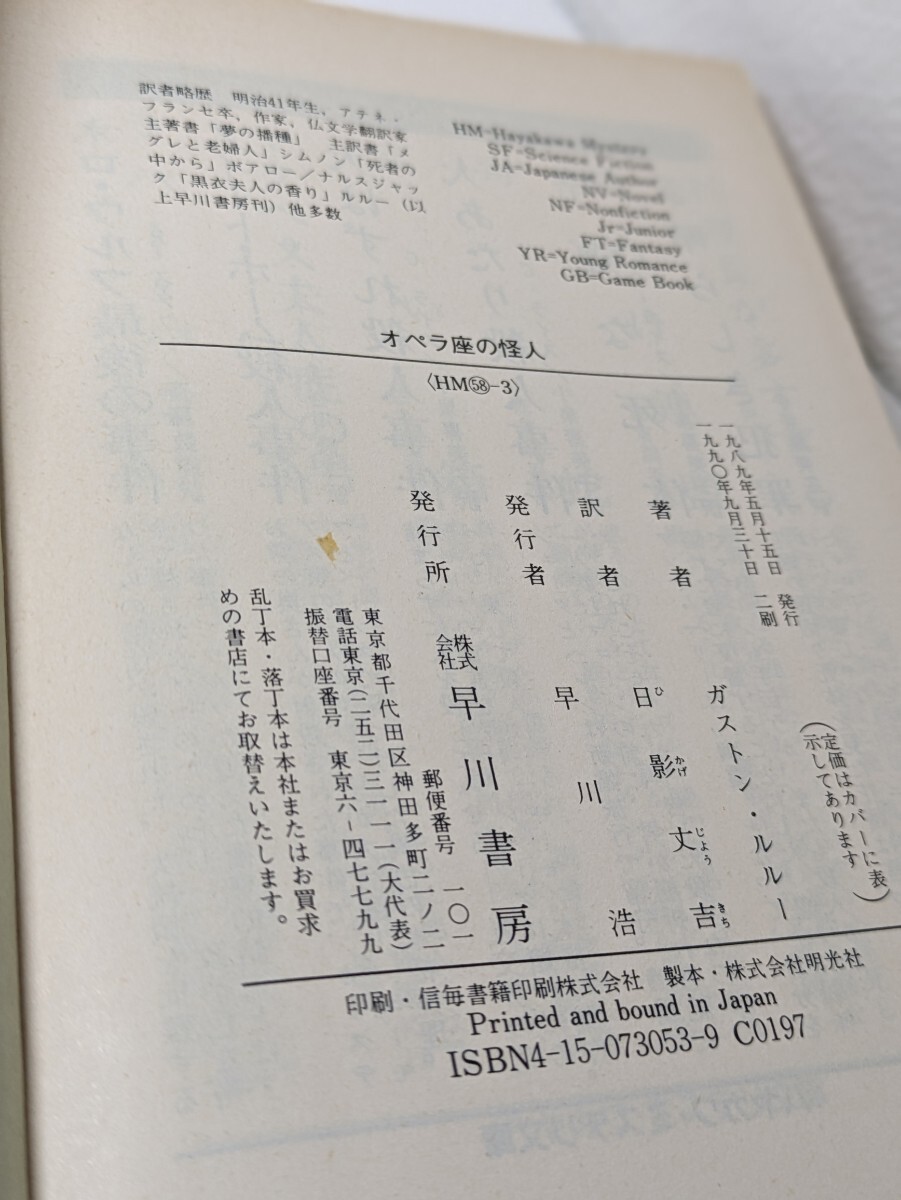 訳者略歴　明治41年生，アテネ・
フランセ卒，作家，仏文学翻訳家
主著書「夢の播種」　主訳書「メ
グレと老婦人」シムノン「死者の
中から」ボアロー／ナルスジャッ
ク「黒衣夫人の香り」ルルー（以
上早川書房刊）他多数
HM=Hayakawa Mystery
SF=Science Fiction
JA=Japanese Author
NV=Novel
NF=Nonfiction
Jr=Junior
FT=Fantasy
YR=Young Romance
GB=Game Book
オペラ座の怪人
〈HM㊽-3〉
一九八九年五月十五日　発行
一九九〇年九月三十日　二刷
（定価はカバーに表
示してあります）
著者　ガストン・ルルー
訳者　日影丈吉
ひかげじょうきち
発行者　早川浩
発行所　株式会社早川書房
郵便番号　一〇一
東京都千代田区神田多町二ノ二
電話東京(二五二)三一一一(大代表)
振替口座番号　東京六-四七七九九
乱丁本・落丁本は本社またはお買求
めの書店にてお取替えいたします。
印刷・信毎書籍印刷株式会社　製本・株式会社明光社
Printed and bound in Japan
ISBN4-15-073053-9 C0197